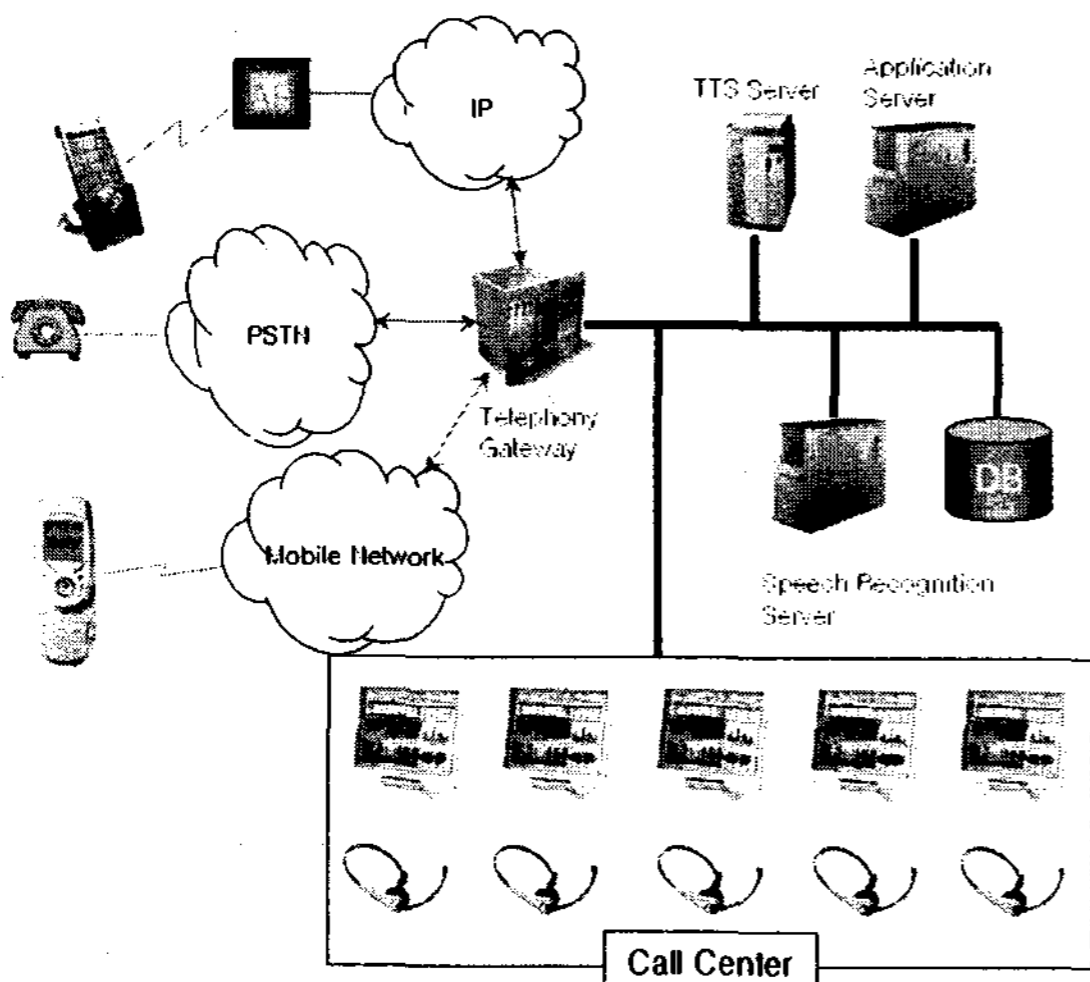 IP
TTS Server
Application
Server
PSTN
Telephony
Gateway
DB
Mobile Network
Speech Recognition
Server
Call Center